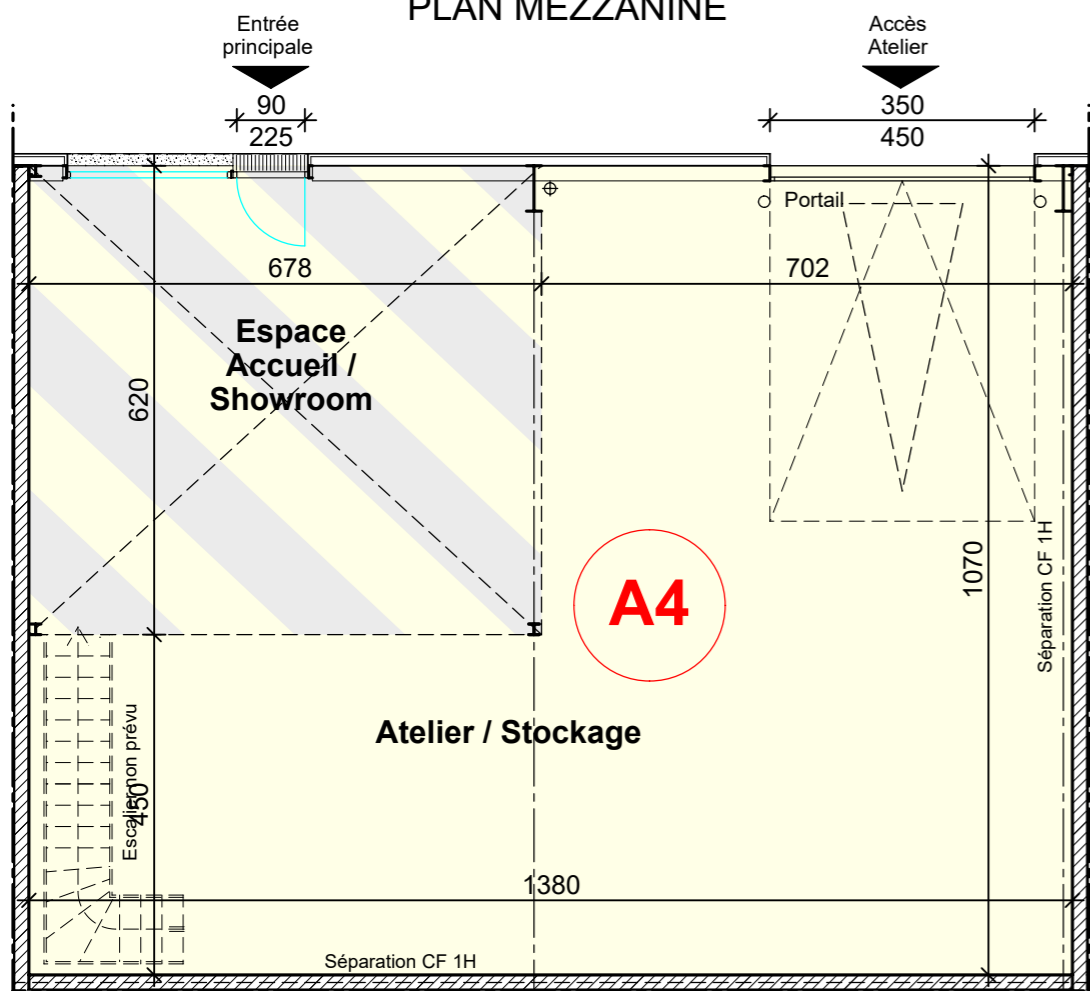 PLAN MEZZANINE
Entrée
principale
Accès
Atelier
90
225
350
450
Portail
678
702
Espace
Accueil /
Showroom
620
1070
A4
Séparation CF 1H
Atelier / Stockage
Escalier non prévu
450
1380
Séparation CF 1H